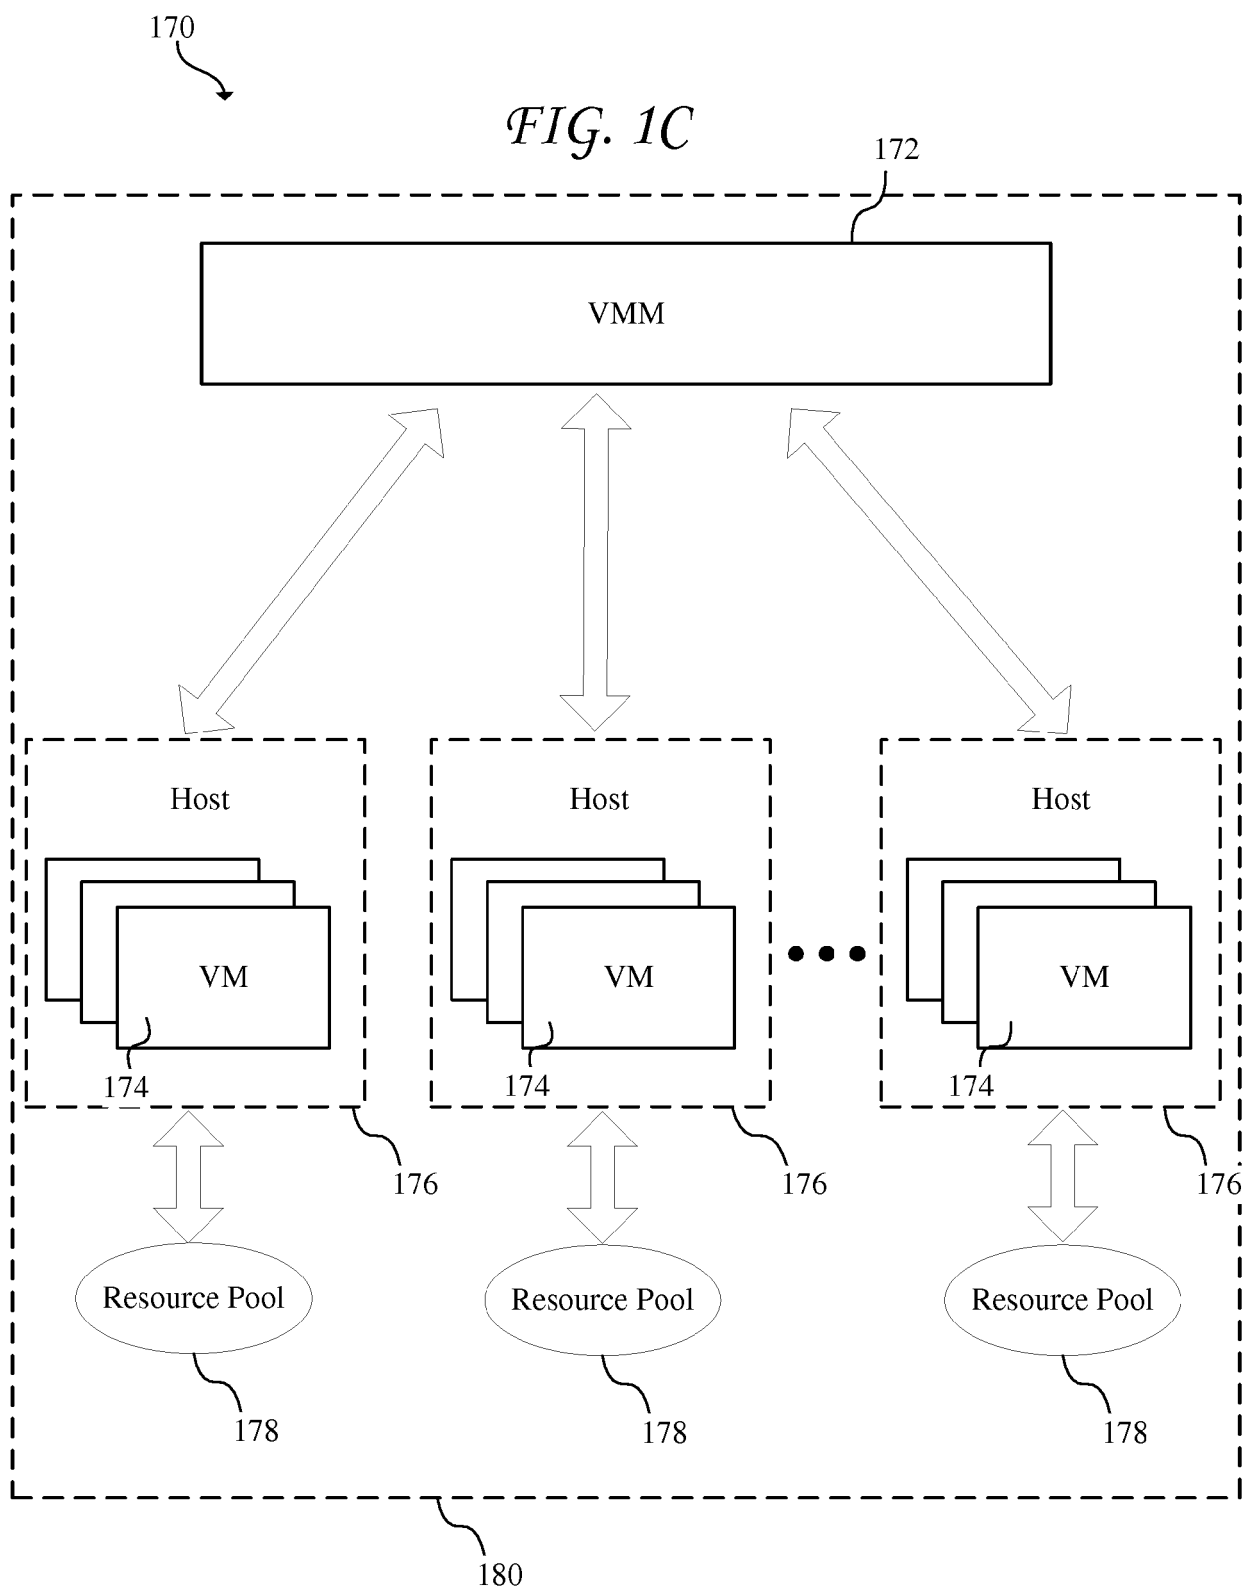 170
FIG. 1C
172
VMM
Host Host Host
VM VM VM
174 174 174
176 176 176
Resource Pool Resource Pool Resource Pool
178 178 178
180